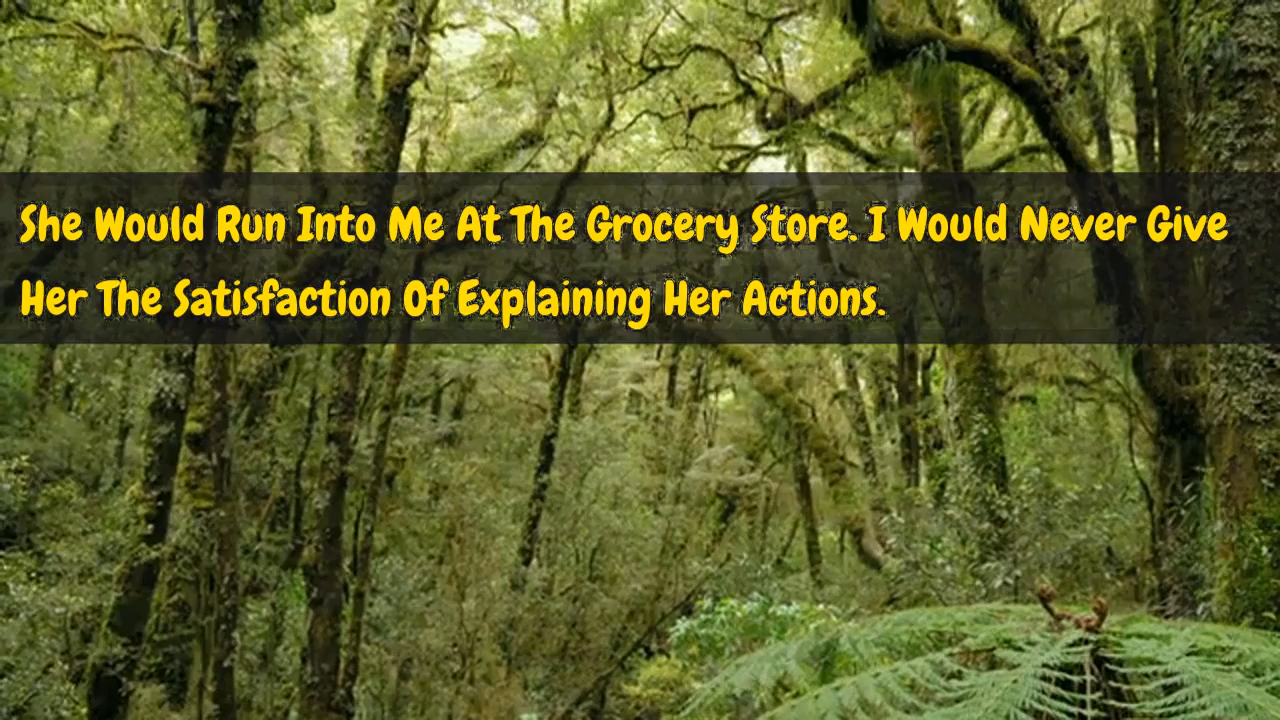 She Would Run Into Me At The Grocery Store. I Would Never Give
Her The Satisfaction Of Explaining Her Actions.